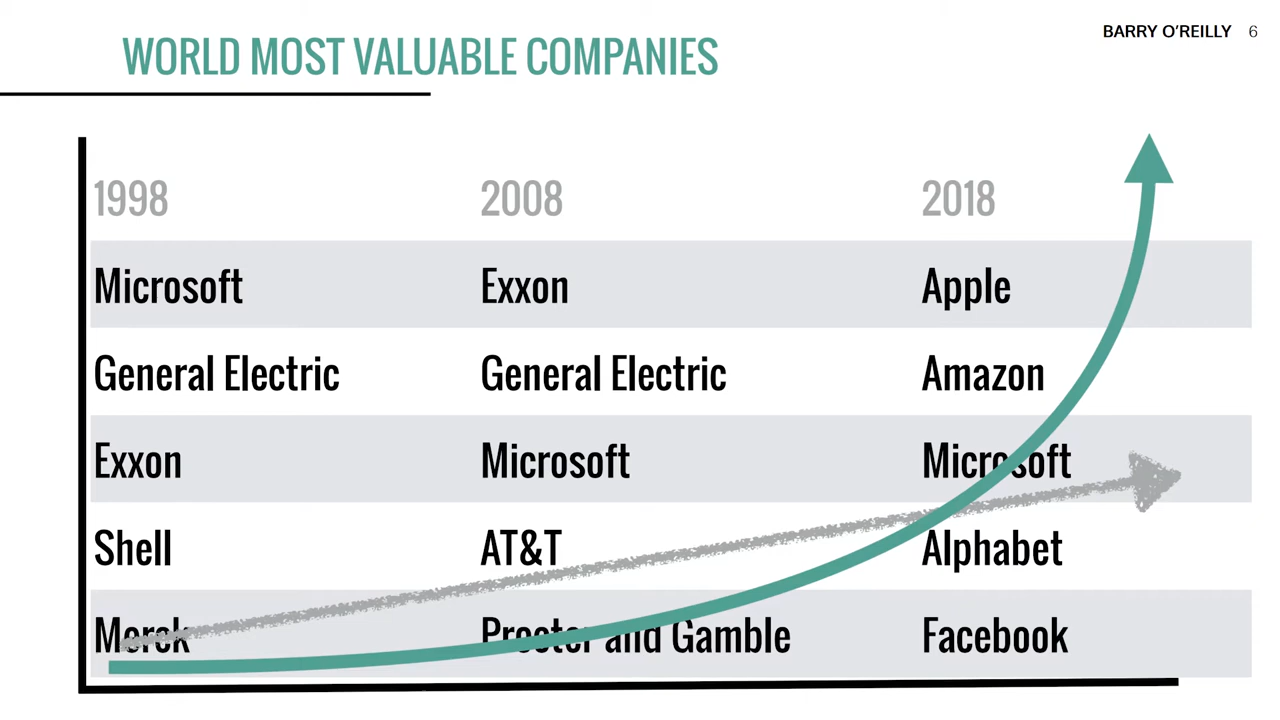 BARRY O'REILLY 6
WORLD MOST VALUABLE COMPANIES
1998 2008 2018
Microsoft Exxon Apple
General Electric General Electric Amazon
Exxon Microsoft Microsoft
Shell AT&T Alphabet
Merck Procter and Gamble Facebook